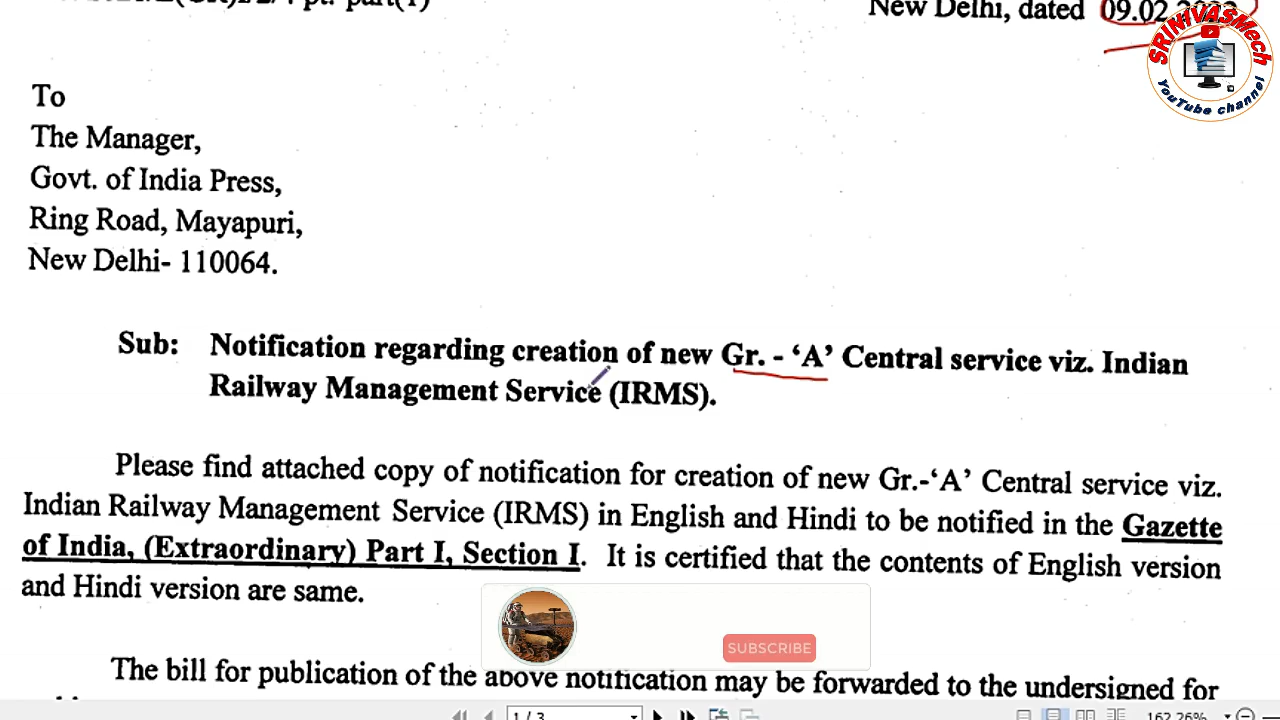 New Delhi, dated 09.02.
SRINIVASMech
YouTube channel
To
The Manager,
Govt. of India Press,
Ring Road, Mayapuri,
New Delhi- 110064.
Sub: Notification regarding creation of new Gr. - ‘A’ Central service viz. Indian
Railway Management Service (IRMS).
Please find attached copy of notification for creation of new Gr.-‘A’ Central service viz.
Indian Railway Management Service (IRMS) in English and Hindi to be notified in the Gazette
of India, (Extraordinary) Part I, Section I. It is certified that the contents of English version
and Hindi version are same.
SUBSCRIBE
The bill for publication of the above notification may be forwarded to the undersigned for
1 / 3
162.26%